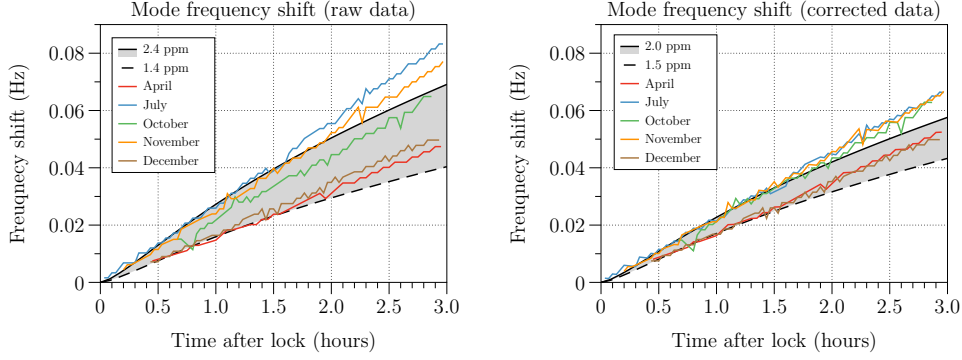 Mode frequency shift (raw data)
Freuqnecy shift (Hz)
0.08
0.06
0.04
0.02
0
2.4 ppm
1.4 ppm
April
July
October
November
December
0 0.5 1.0 1.5 2.0 2.5 3.0
Time after lock (hours)
Mode frequency shift (corrected data)
Freuqnecy shift (Hz)
0.08
0.06
0.04
0.02
0
2.0 ppm
1.5 ppm
April
July
October
November
December
0 0.5 1.0 1.5 2.0 2.5 3.0
Time after lock (hours)